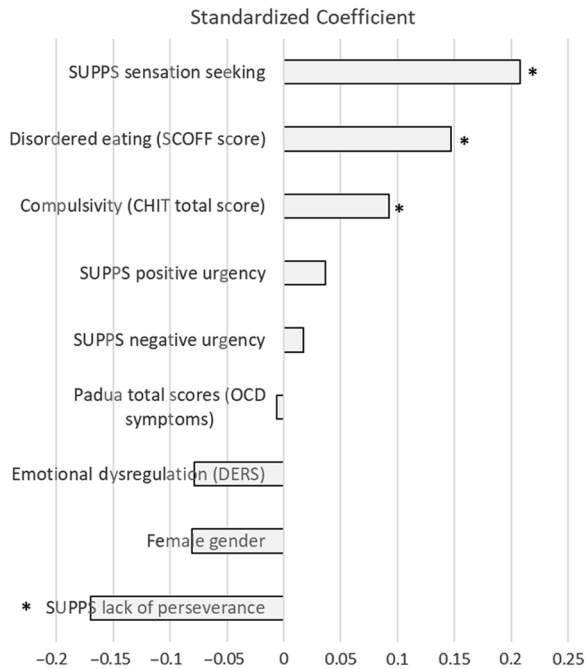 Standardized Coefficient
SUPPS sensation seeking
*
Disordered eating (SCOFF score)
*
Compulsivity (CHIT total score)
*
SUPPS positive urgency
SUPPS negative urgency
Padua total scores (OCD
symptoms)
Emotional dysregulation (DERS)
Female gender
* SUPPS lack of perseverance
−0.2 −0.15 −0.1 −0.05 0 0.05 0.1 0.15 0.2 0.25